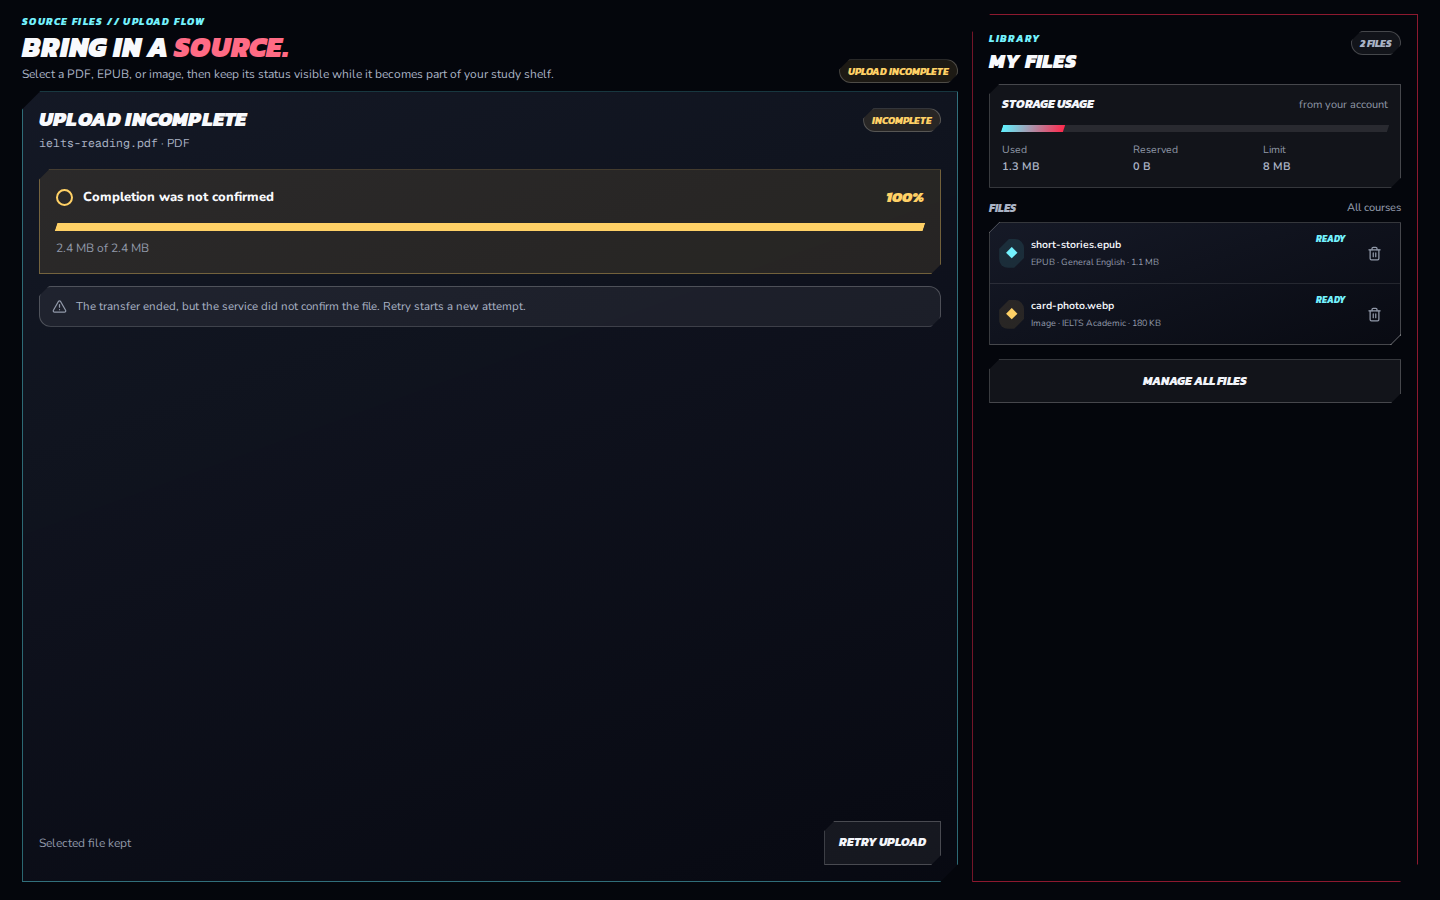 SOURCE FILES // UPLOAD FLOW
BRING IN A SOURCE.
Select a PDF, EPUB, or image, then keep its status visible while it becomes part of your study shelf.
UPLOAD INCOMPLETE
UPLOAD INCOMPLETE
INCOMPLETE
ielts-reading.pdf · PDF
Completion was not confirmed
100%
2.4 MB of 2.4 MB
The transfer ended, but the service did not confirm the file. Retry starts a new attempt.
Selected file kept
RETRY UPLOAD
LIBRARY
MY FILES
2 FILES
STORAGE USAGE
from your account
Used
Reserved
Limit
1.3 MB
0 B
8 MB
FILES
All courses
short-stories.epub
READY
EPUB · General English · 1.1 MB
card-photo.webp
READY
Image · IELTS Academic · 180 KB
MANAGE ALL FILES